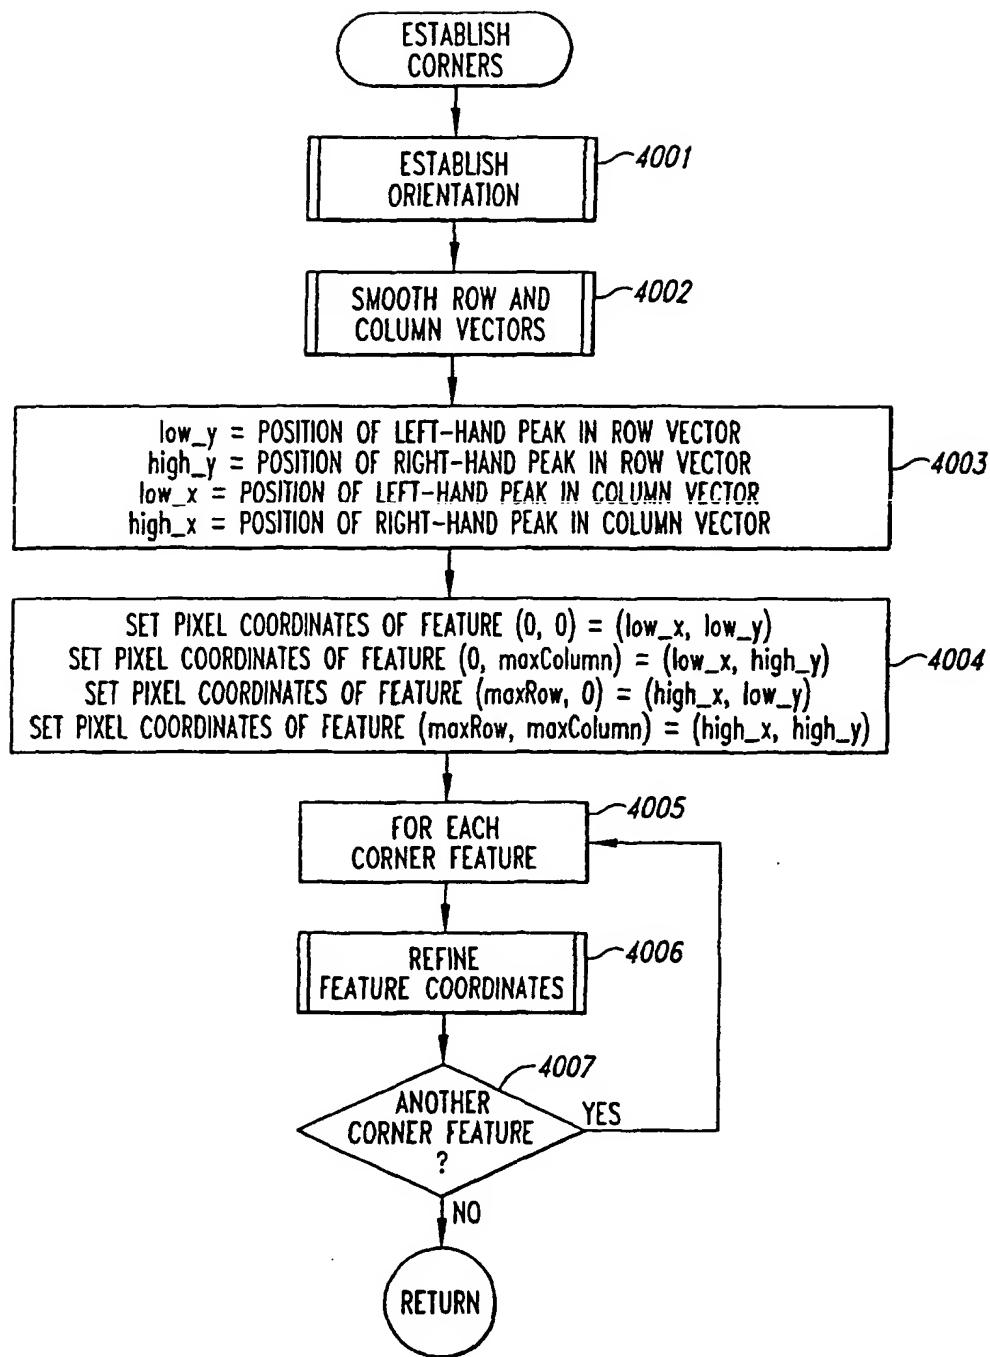 ESTABLISH
CORNERS
ESTABLISH
ORIENTATION
4001
SMOOTH ROW AND
COLUMN VECTORS
4002
low_y = POSITION OF LEFT-HAND PEAK IN ROW VECTOR
high_y = POSITION OF RIGHT-HAND PEAK IN ROW VECTOR
low_x = POSITION OF LEFT-HAND PEAK IN COLUMN VECTOR
high_x = POSITION OF RIGHT-HAND PEAK IN COLUMN VECTOR
4003
SET PIXEL COORDINATES OF FEATURE (0, 0) = (low_x, low_y)
SET PIXEL COORDINATES OF FEATURE (0, maxColumn) = (low_x, high_y)
SET PIXEL COORDINATES OF FEATURE (maxRow, 0) = (high_x, low_y)
SET PIXEL COORDINATES OF FEATURE (maxRow, maxColumn) = (high_x, high_y)
4004
FOR EACH
CORNER FEATURE
4005
REFINE
FEATURE COORDINATES
4006
ANOTHER
CORNER FEATURE
?
4007
YES
NO
RETURN